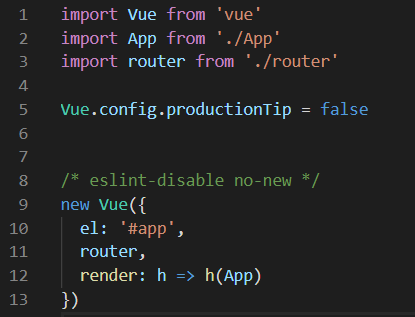 1 import Vue from 'vue'
2 import App from './App'
3 import router from './router'
4
5 Vue.config.productionTip = false
6
7
8 /* eslint-disable no-new */
9 new Vue({
10   el: '#app',
11   router,
12   render: h => h(App)
13 })